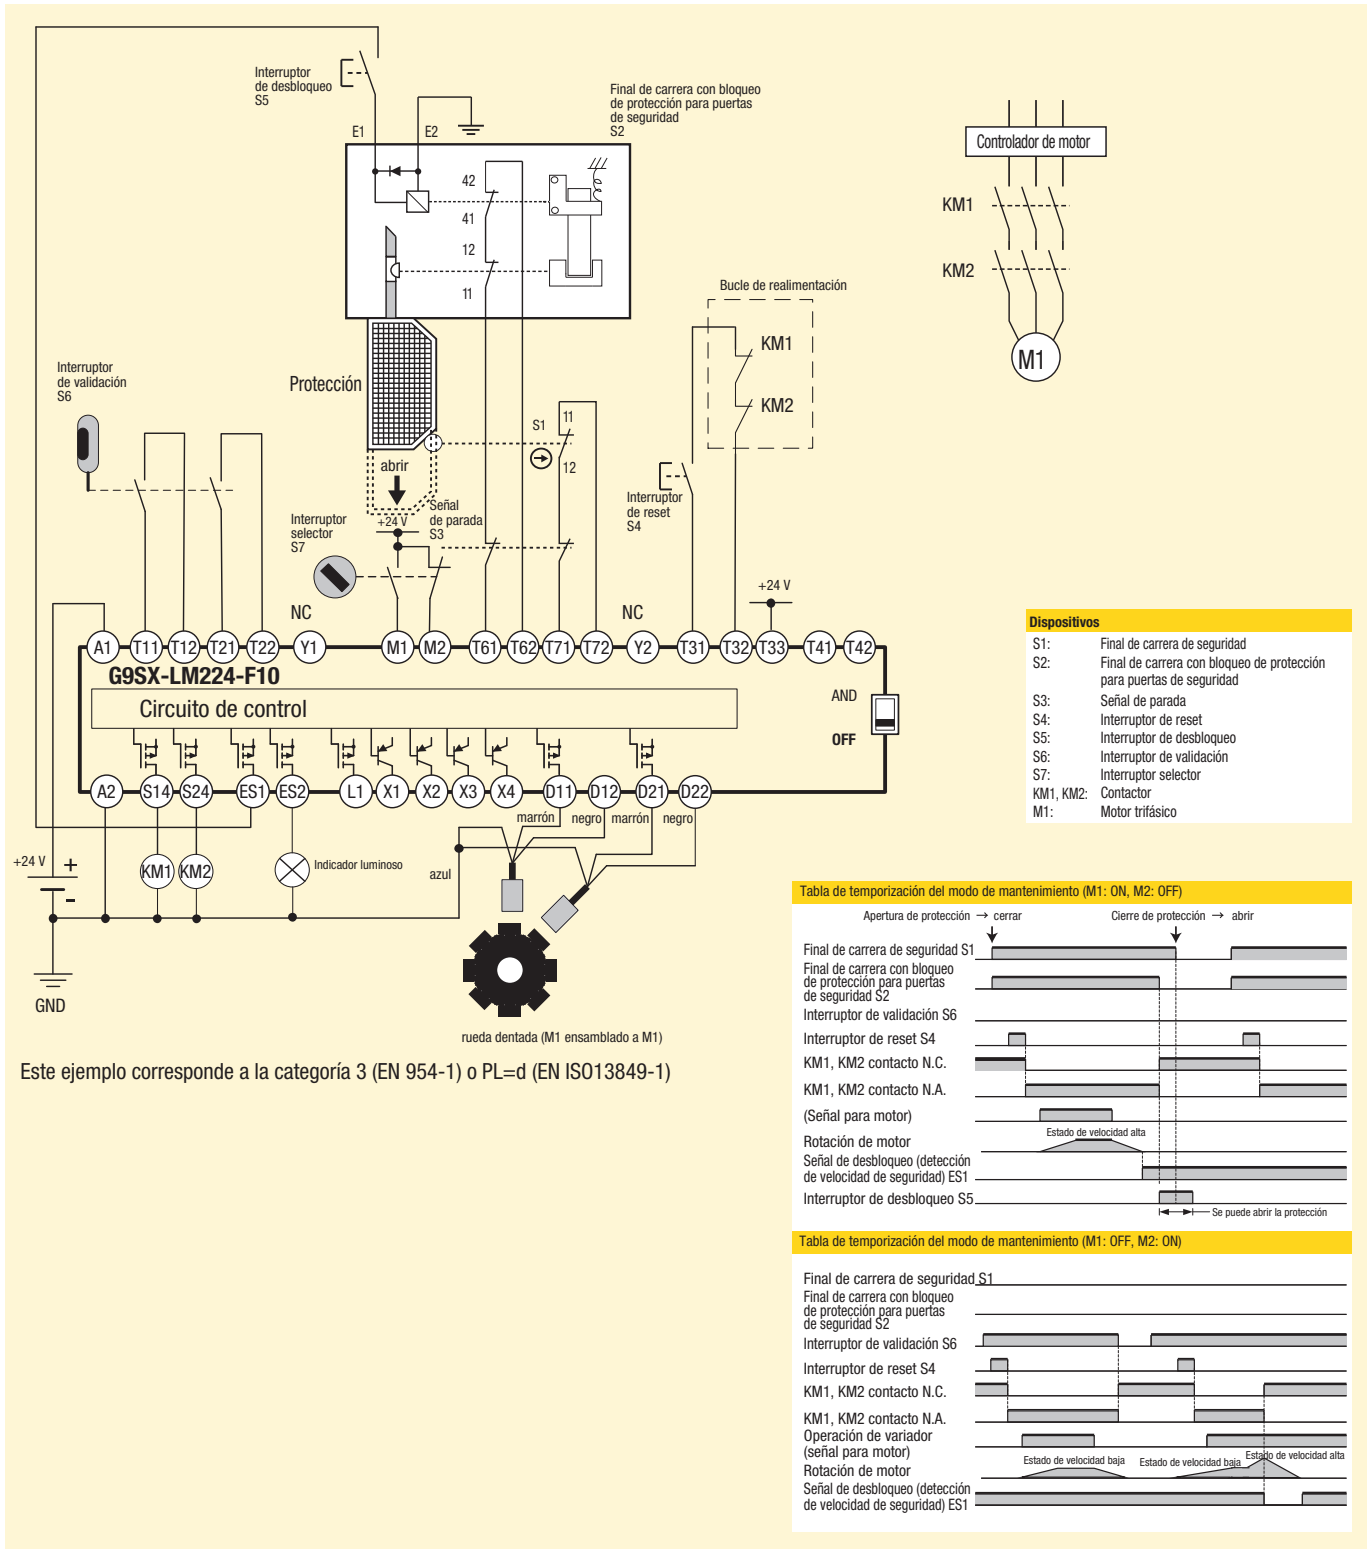 Interruptor
de desbloqueo
S5
Final de carrera con bloqueo
de protección para puertas
de seguridad
S2
E1
E2
42
41
12
11
Controlador de motor
KM1
KM2
M1
Bucle de realimentación
KM1
KM2
Interruptor
de validación
S6
Protección
abrir
S1
11
12
Interruptor
de reset
S4
Interruptor
selector
S7
+24 V
Señal
de parada
S3
+24 V
NC
NC
A1
T11
T12
T21
T22
Y1
M1
M2
T61
T62
T71
T72
Y2
T31
T32
T33
T41
T42
G9SX-LM224-F10
Circuito de control
AND
OFF
A2
S14
S24
ES1
ES2
L1
X1
X2
X3
X4
D11
D12
D21
D22
marrón
negro
marrón
negro
+24 V
+
-
KM1
KM2
Indicador luminoso
azul
GND
rueda dentada (M1 ensamblado a M1)
Este ejemplo corresponde a la categoría 3 (EN 954-1) o PL=d (EN ISO13849-1)
Dispositivos
S1: Final de carrera de seguridad
S2: Final de carrera con bloqueo de protección
para puertas de seguridad
S3: Señal de parada
S4: Interruptor de reset
S5: Interruptor de desbloqueo
S6: Interruptor de validación
S7: Interruptor selector
KM1, KM2: Contactor
M1: Motor trifásico
Tabla de temporización del modo de mantenimiento (M1: ON, M2: OFF)
Apertura de protección → cerrar
Cierre de protección → abrir
Final de carrera de seguridad S1
Final de carrera con bloqueo
de protección para puertas
de seguridad S2
Interruptor de validación S6
Interruptor de reset S4
KM1, KM2 contacto N.C.
KM1, KM2 contacto N.A.
(Señal para motor)
Estado de velocidad alta
Rotación de motor
Señal de desbloqueo (detección
de velocidad de seguridad) ES1
Interruptor de desbloqueo S5
Se puede abrir la protección
Tabla de temporización del modo de mantenimiento (M1: OFF, M2: ON)
Final de carrera de seguridad S1
Final de carrera con bloqueo
de protección para puertas
de seguridad S2
Interruptor de validación S6
Interruptor de reset S4
KM1, KM2 contacto N.C.
KM1, KM2 contacto N.A.
Operación de variador
(señal para motor)
Estado de velocidad baja
Estado de velocidad baja
Estado de velocidad alta
Rotación de motor
Señal de desbloqueo (detección
de velocidad de seguridad) ES1